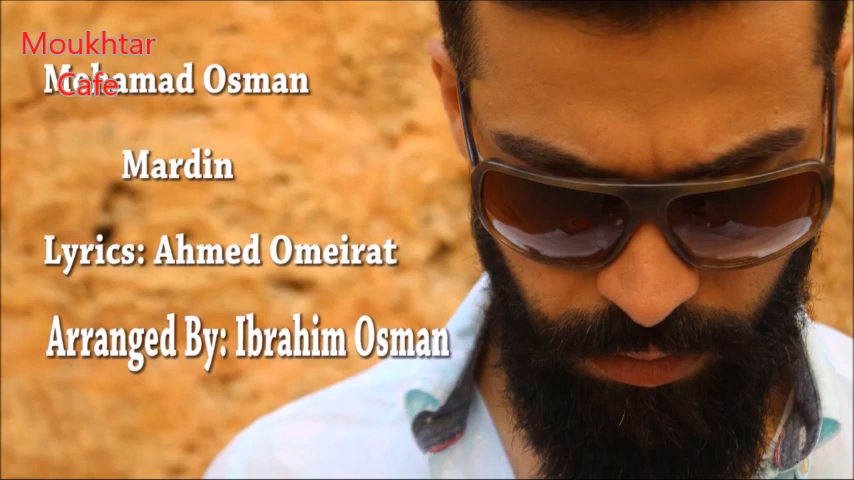 Moukhtar
Cafe
Mohamad Osman
Mardin
Lyrics: Ahmed Omeirat
Arranged By: Ibrahim Osman